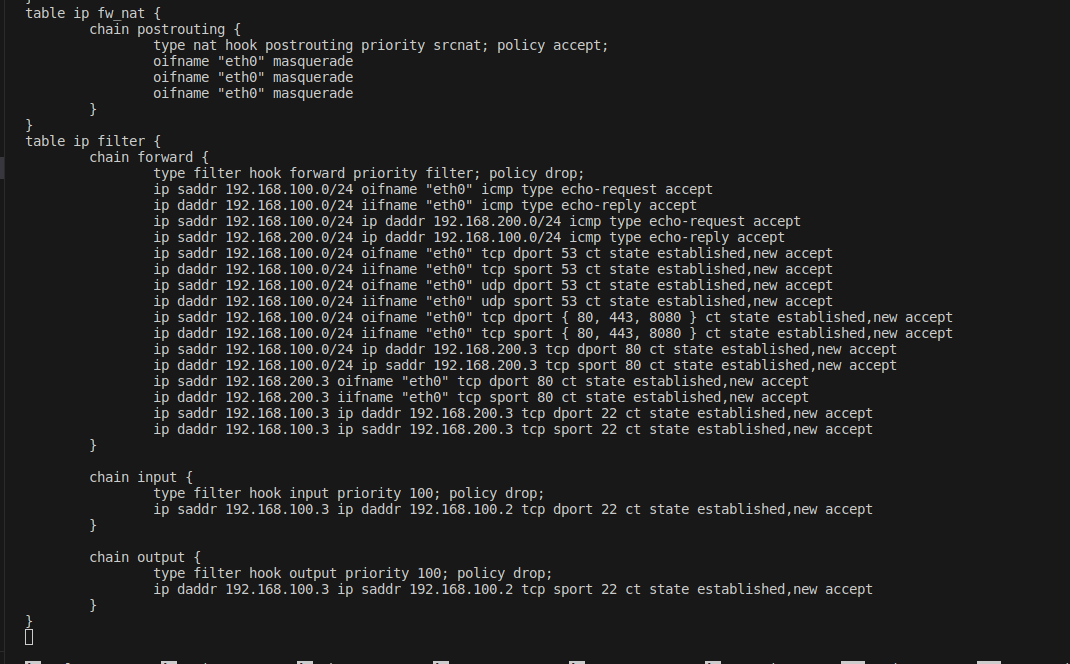 }
table ip fw_nat {
        chain postrouting {
                type nat hook postrouting priority srcnat; policy accept;
                oifname "eth0" masquerade
                oifname "eth0" masquerade
                oifname "eth0" masquerade
        }
}
table ip filter {
        chain forward {
                type filter hook forward priority filter; policy drop;
                ip saddr 192.168.100.0/24 oifname "eth0" icmp type echo-request accept
                ip daddr 192.168.100.0/24 iifname "eth0" icmp type echo-reply accept
                ip saddr 192.168.100.0/24 ip daddr 192.168.200.0/24 icmp type echo-request accept
                ip saddr 192.168.200.0/24 ip daddr 192.168.100.0/24 icmp type echo-reply accept
                ip saddr 192.168.100.0/24 oifname "eth0" tcp dport 53 ct state established,new accept
                ip daddr 192.168.100.0/24 iifname "eth0" tcp sport 53 ct state established,new accept
                ip saddr 192.168.100.0/24 oifname "eth0" udp dport 53 ct state established,new accept
                ip daddr 192.168.100.0/24 iifname "eth0" udp sport 53 ct state established,new accept
                ip saddr 192.168.100.0/24 oifname "eth0" tcp dport { 80, 443, 8080 } ct state established,new accept
                ip daddr 192.168.100.0/24 iifname "eth0" tcp sport { 80, 443, 8080 } ct state established,new accept
                ip saddr 192.168.100.0/24 ip daddr 192.168.200.3 tcp dport 80 ct state established,new accept
                ip daddr 192.168.100.0/24 ip saddr 192.168.200.3 tcp sport 80 ct state established,new accept
                ip saddr 192.168.200.3 oifname "eth0" tcp dport 80 ct state established,new accept
                ip daddr 192.168.200.3 iifname "eth0" tcp sport 80 ct state established,new accept
                ip saddr 192.168.100.3 ip daddr 192.168.200.3 tcp dport 22 ct state established,new accept
                ip daddr 192.168.100.3 ip saddr 192.168.200.3 tcp sport 22 ct state established,new accept
        }

        chain input {
                type filter hook input priority 100; policy drop;
                ip saddr 192.168.100.3 ip daddr 192.168.100.2 tcp dport 22 ct state established,new accept
        }

        chain output {
                type filter hook output priority 100; policy drop;
                ip daddr 192.168.100.3 ip saddr 192.168.100.2 tcp sport 22 ct state established,new accept
        }
}